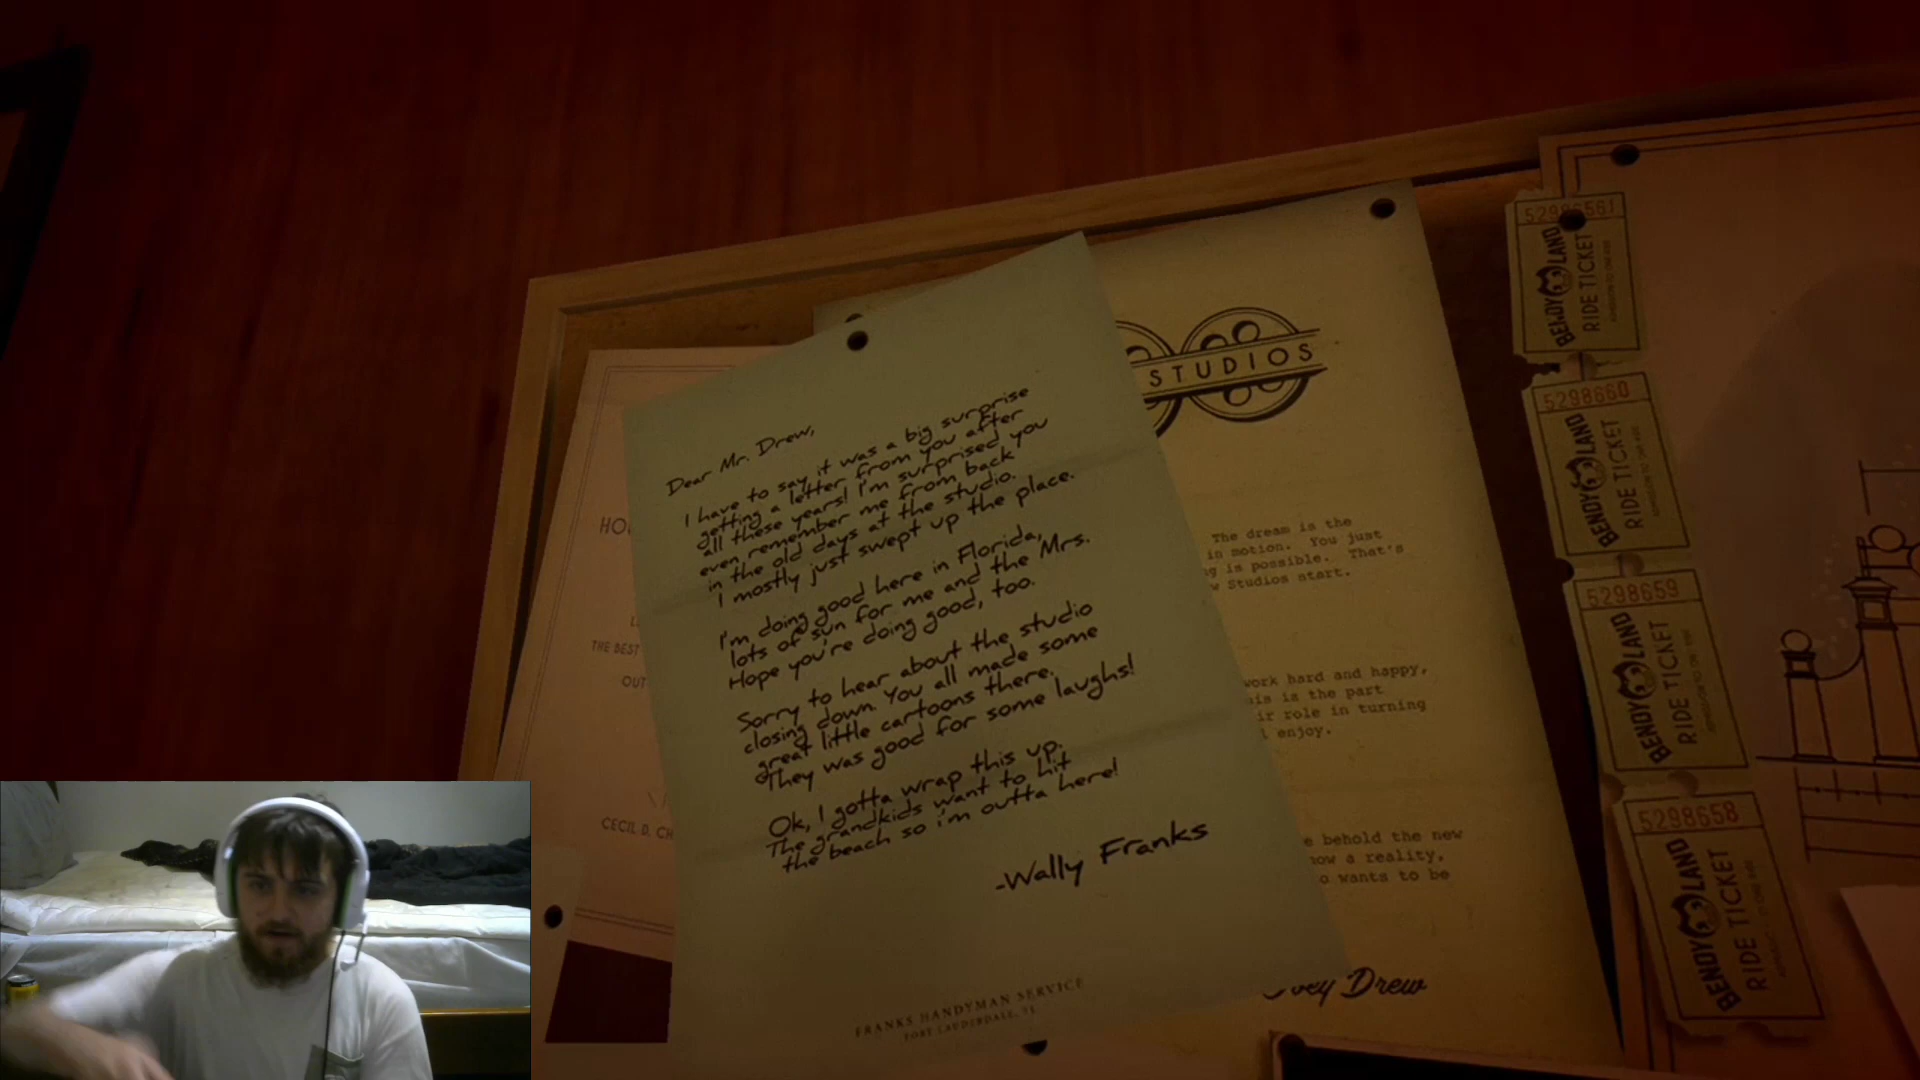 Dear Mr. Drew,
I have to say it was a big surprise
getting a letter from you after
all these years! I'm surprised you
even remember me from back
in the old days at the studio.
I mostly just swept up the place.
I'm doing good here in Florida,
lots of sun for me and the Mrs.
Hope you're doing good, too.
Sorry to hear about the studio
closing down. You all made some
great little cartoons there.
They was good for some laughs!
Ok, I gotta wrap this up.
The grandkids want to hit
the beach so i'm outta here!
-Wally Franks
FRANKS HANDYMAN SERVICE
FORT LAUDERDALE, FL
THE BEST
OUT
CECIL D.
STUDIOS
The dream is the
in motion. You just
is possible. That's
Studios start.
work hard and happy,
is the part
role in turning
enjoy.
behold the new
a reality,
wants to be
Joey Drew
BENDY LAND
RIDE TICKET
5298660
BENDY LAND
RIDE TICKET
5298659
BENDY LAND
RIDE TICKET
5298658
BENDY LAND
RIDE TICKET